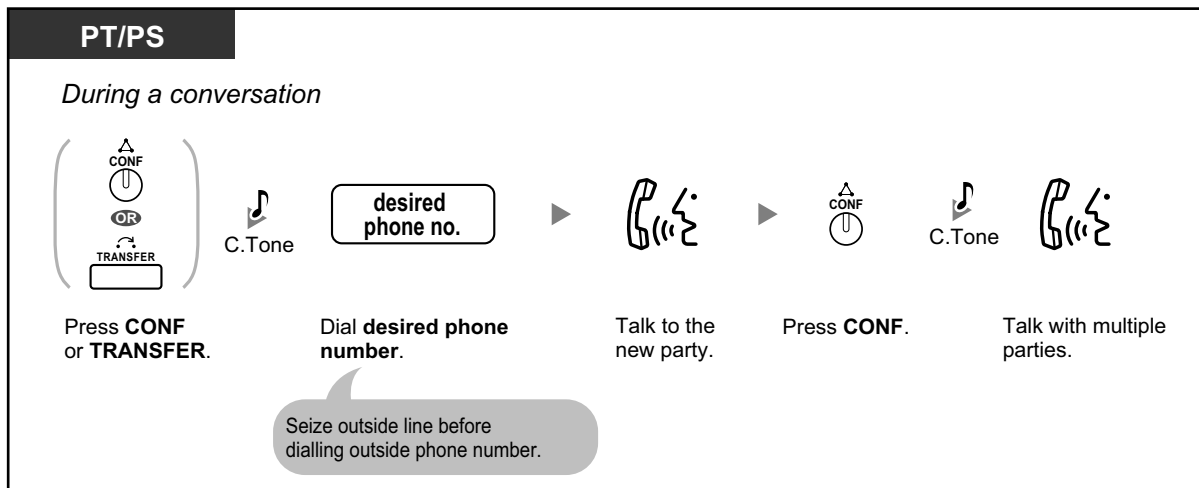 PT/PS
During a conversation
CONF
OR
TRANSFER
C.Tone
desired
phone no.
CONF
C.Tone
Press CONF
or TRANSFER.
Dial desired phone
number.
Talk to the
new party.
Press CONF.
Talk with multiple
parties.
Seize outside line before
dialling outside phone number.